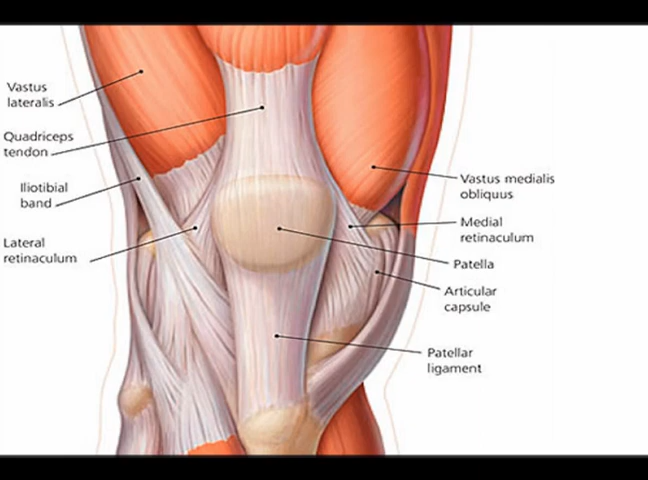 Vastus
lateralis
Quadriceps
tendon
Iliotibial
band
Lateral
retinaculum
Vastus medialis
obliquus
Medial
retinaculum
Patella
Articular
capsule
Patellar
ligament